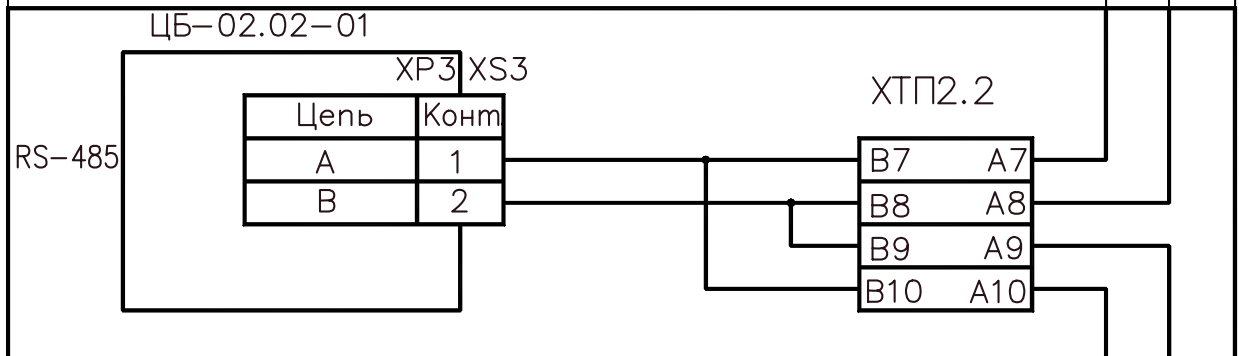 ЦБ-02.02-01
XP3 XS3
Цепь Конт
RS-485
A 1
B 2
ХТП2.2
B7 A7
B8 A8
B9 A9
B10 A10